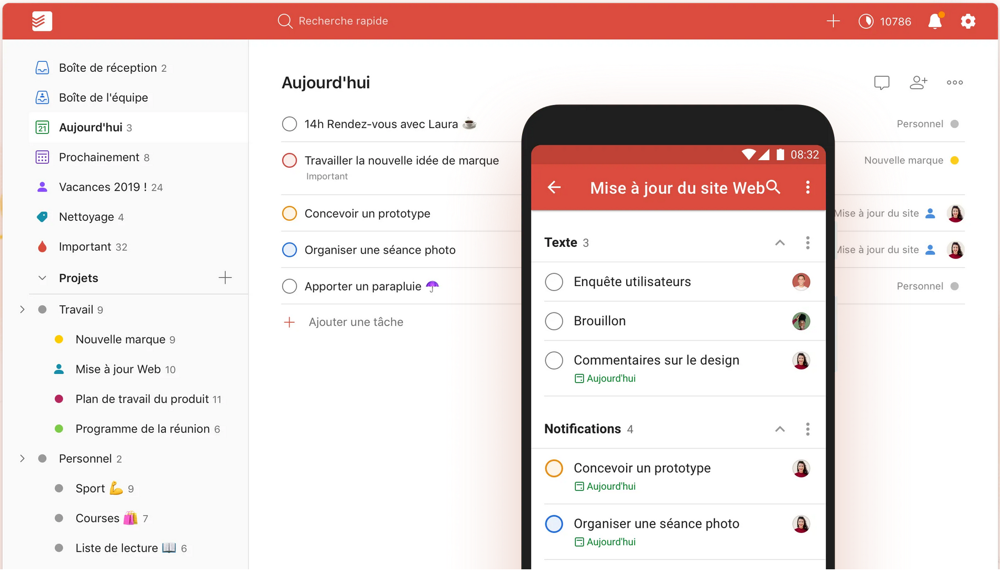 Recherche rapide
10786
Boîte de réception 2
Boîte de l'équipe
21
Aujourd'hui 3
Prochainement 8
Vacances 2019 ! 24
Nettoyage 4
Important 32
Projets
Travail 9
Nouvelle marque 9
Mise à jour Web 10
Plan de travail du produit 11
Programme de la réunion 6
Personnel 2
Sport 💪 9
Courses 🛍️ 7
Liste de lecture 📖 6
Aujourd'hui
14h Rendez-vous avec Laura ☕
Personnel
Travailler la nouvelle idée de marque
Important
Nouvelle marque
Concevoir un prototype
Mise à jour du site
Organiser une séance photo
Mise à jour du site
Apporter un parapluie ☂️
Personnel
Ajouter une tâche
08:32
Mise à jour du site Web
Texte 3
Enquête utilisateurs
Brouillon
Commentaires sur le design
Aujourd'hui
Notifications 4
Concevoir un prototype
Aujourd'hui
Organiser une séance photo
Aujourd'hui